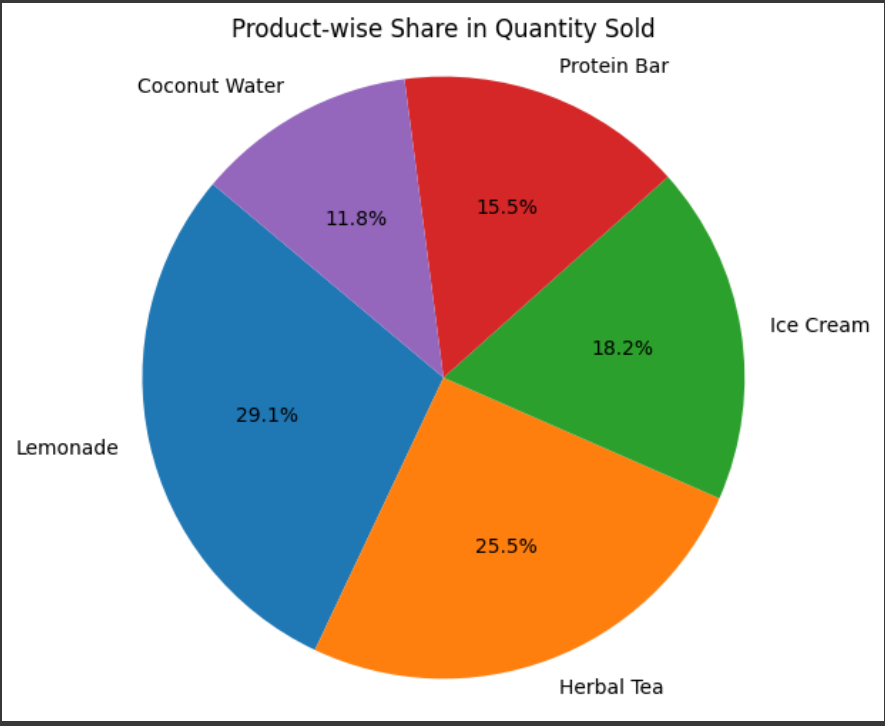 Product-wise Share in Quantity Sold
Protein Bar
Coconut Water
15.5%
11.8%
Ice Cream
18.2%
29.1%
Lemonade
25.5%
Herbal Tea